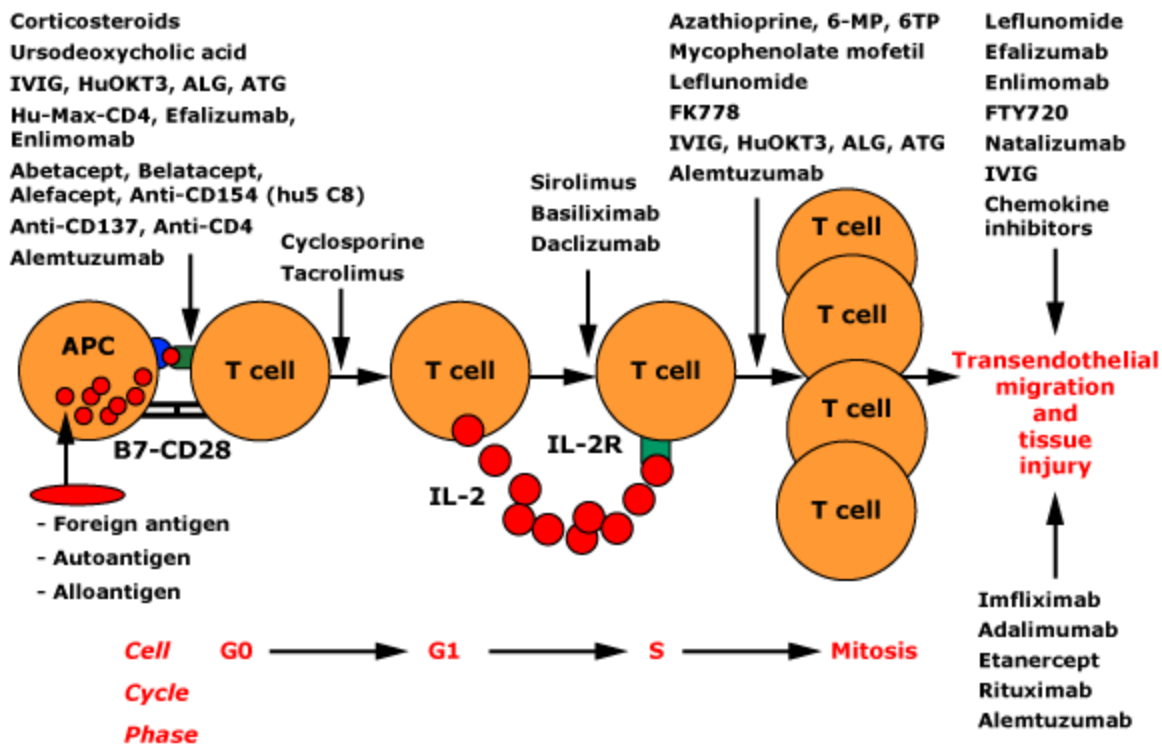 Corticosteroids
Ursodeoxycholic acid
IVIG, HuOKT3, ALG, ATG
Hu-Max-CD4, Efalizumab,
Enlimomab
Abetacept, Belatacept,
Alefacept, Anti-CD154 (hu5 C8)
Anti-CD137, Anti-CD4
Alemtuzumab
Cyclosporine
Tacrolimus
Sirolimus
Basiliximab
Daclizumab
Azathioprine, 6-MP, 6TP
Mycophenolate mofetil
Leflunomide
FK778
IVIG, HuOKT3, ALG, ATG
Alemtuzumab
Leflunomide
Efalizumab
Enlimomab
FTY720
Natalizumab
IVIG
Chemokine
inhibitors
APC
T cell
T cell
T cell
T cell
T cell
T cell
T cell
B7-CD28
IL-2
IL-2R
Transendothelial
migration
and
tissue
injury
- Foreign antigen
- Autoantigen
- Alloantigen
Imfliximab
Adalimumab
Etanercept
Rituximab
Alemtuzumab
Cell
Cycle
Phase
G0
G1
S
Mitosis